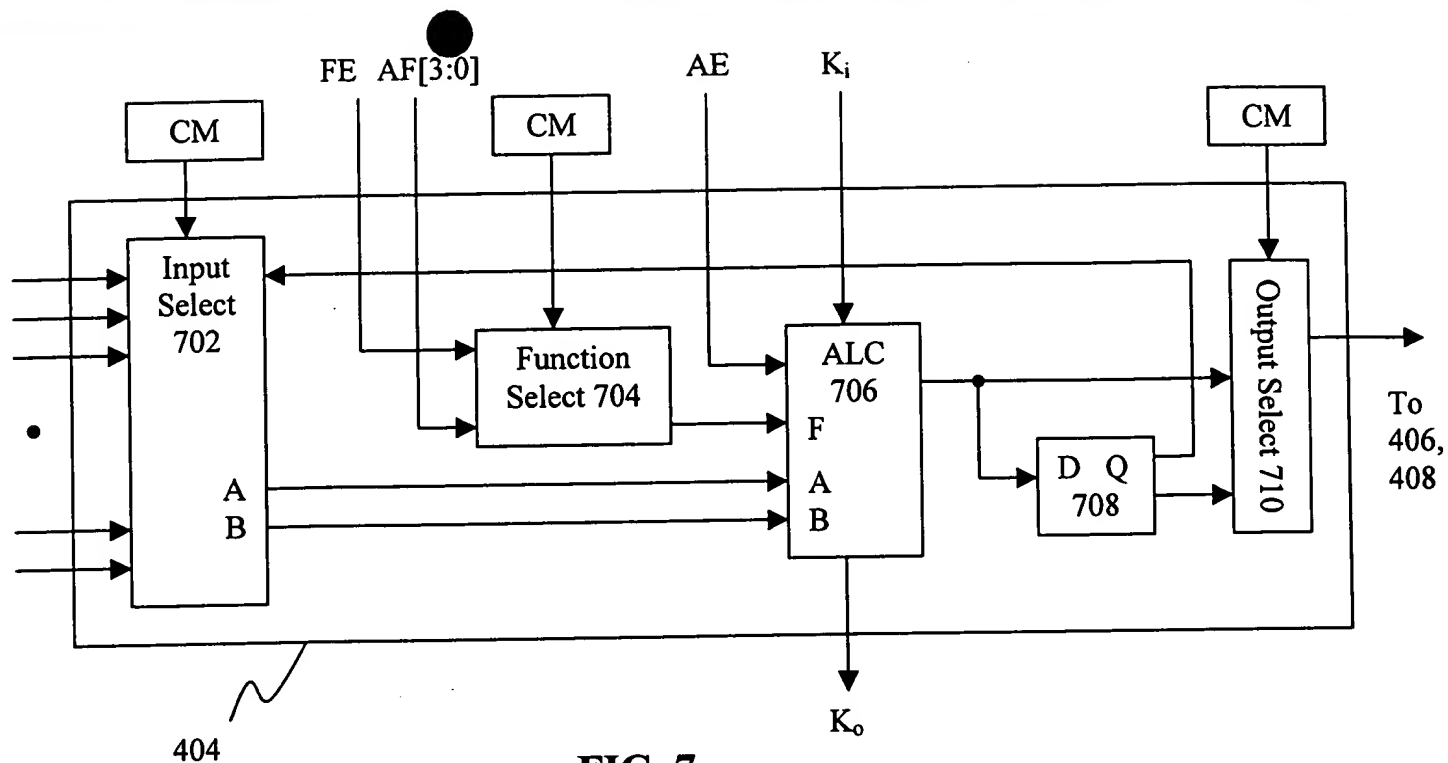 FE AF[3:0] AE Kᵢ
CM CM CM
Input
Select
702
A
B
Function
Select 704
ALC
706
F
A
B
D Q
708
Output Select 710
To
406,
408
Kₒ
404
FIG. 7